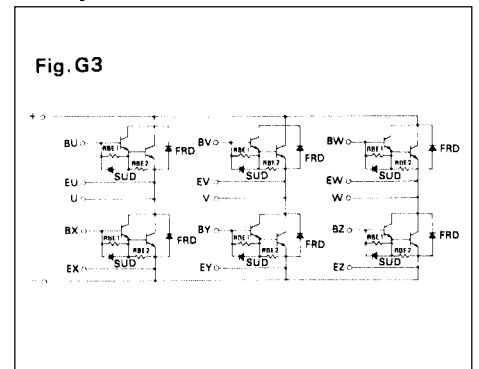 Fig.G3
+
BU RBE1 RBE2 FRD BV RBE1 RBE2 FRD BW RBE1 RBE2 FRD
SUD SUD SUD
EU EV EW
U V W
BX RBE1 RBE2 FRD BY RBE1 RBE2 FRD BZ RBE1 RBE2 FRD
SUD SUD SUD
EX EY EZ
-